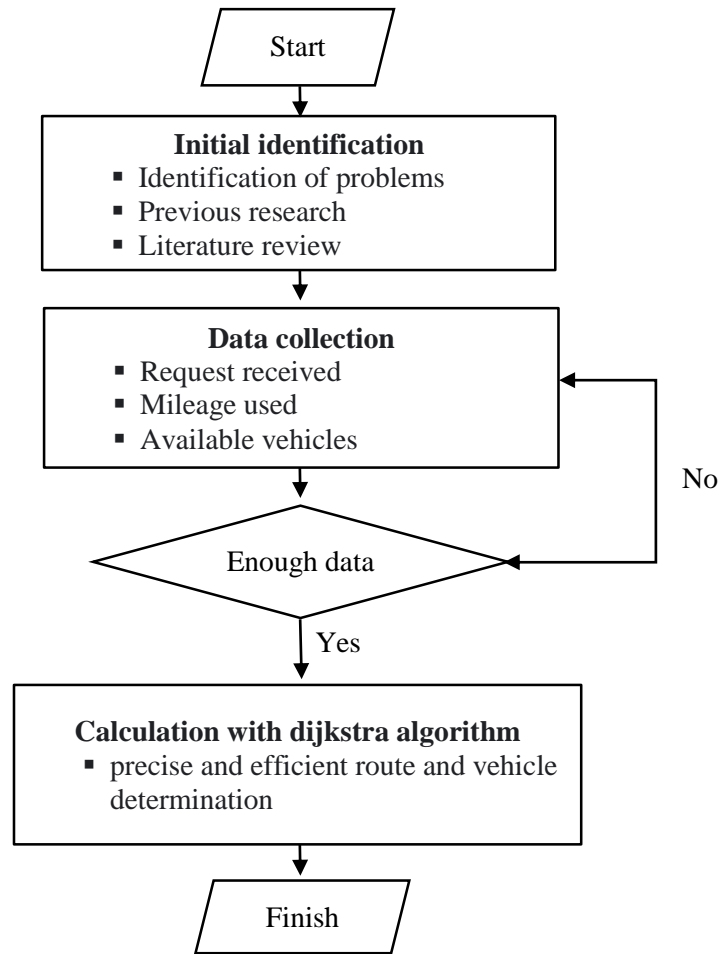 Start
Initial identification
▪ Identification of problems
▪ Previous research
▪ Literature review
Data collection
▪ Request received
▪ Mileage used
▪ Available vehicles
No
Enough data
Yes
Calculation with dijkstra algorithm
▪ precise and efficient route and vehicle
determination
Finish